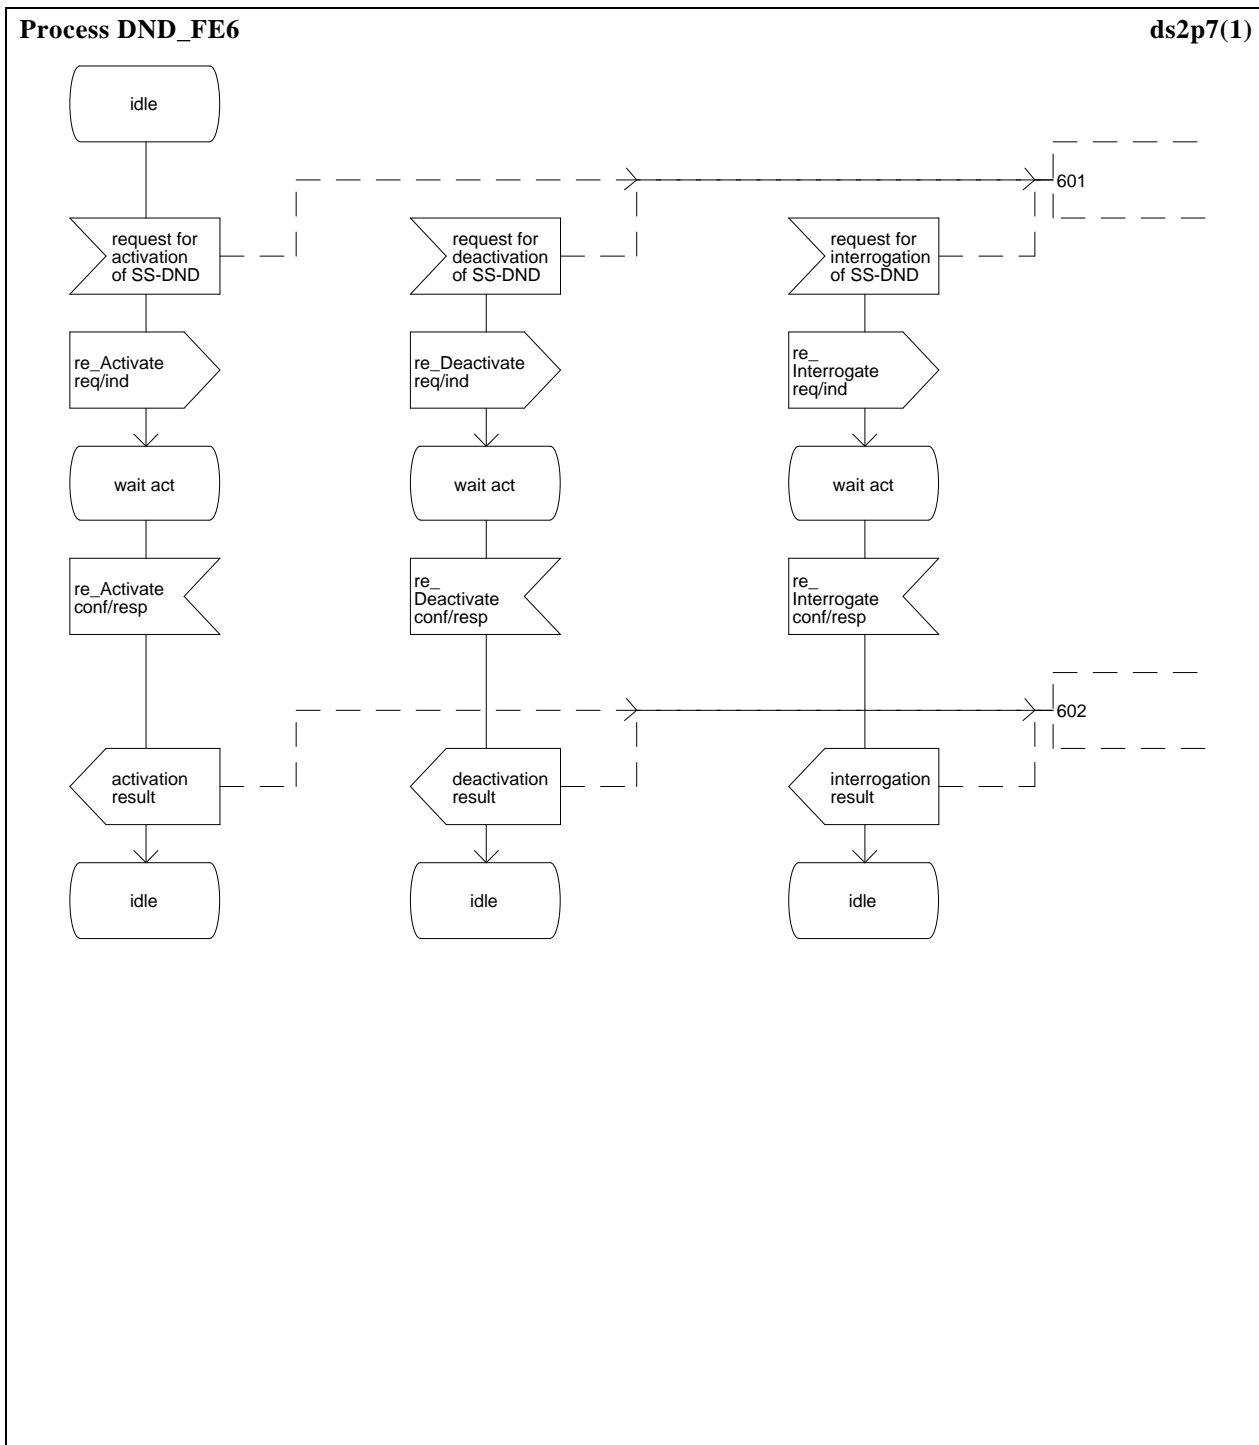 Process DND_FE6
ds2p7(1)
idle
601
request for
activation
of SS-DND
request for
deactivation
of SS-DND
request for
interrogation
of SS-DND
re_Activate
req/ind
re_Deactivate
req/ind
re_
Interrogate
req/ind
wait act
wait act
wait act
re_Activate
conf/resp
re_
Deactivate
conf/resp
re_
Interrogate
conf/resp
602
activation
result
deactivation
result
interrogation
result
idle
idle
idle